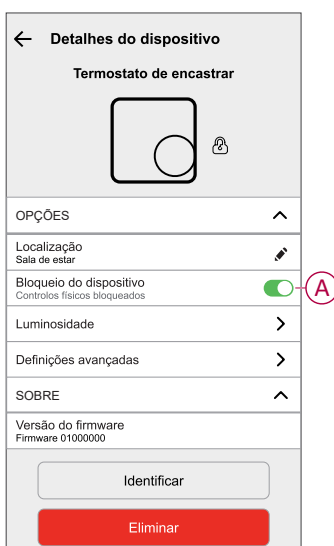 Detalhes do dispositivo
Termostato de encastrar
OPÇÕES
Localização
Sala de estar
Bloqueio do dispositivo
Controlos físicos bloqueados
A
Luminosidade
Definições avançadas
SOBRE
Versão do firmware
Firmware 01000000
Identificar
Eliminar